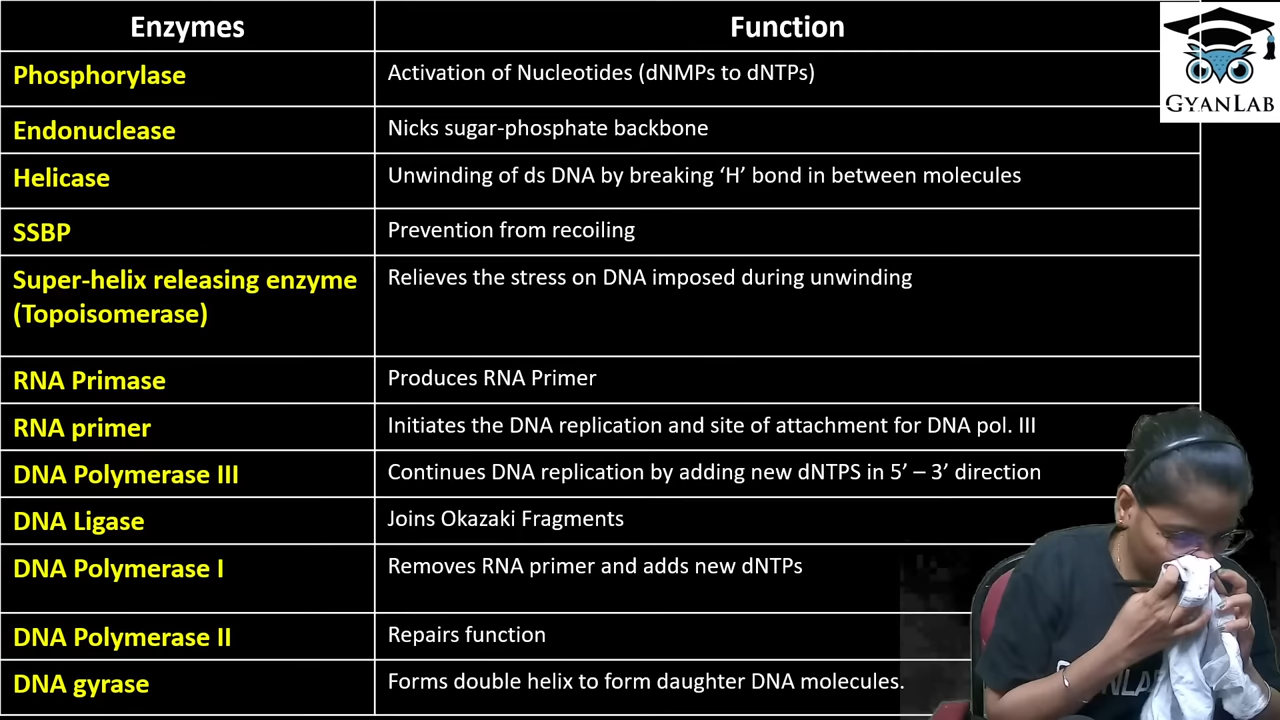 Enzymes
Function
Phosphorylase
Activation of Nucleotides (dNMPs to dNTPs)
Endonuclease
Nicks sugar-phosphate backbone
Helicase
Unwinding of ds DNA by breaking ‘H’ bond in between molecules
SSBP
Prevention from recoiling
Super-helix releasing enzyme
(Topoisomerase)
Relieves the stress on DNA imposed during unwinding
RNA Primase
Produces RNA Primer
RNA primer
Initiates the DNA replication and site of attachment for DNA pol. III
DNA Polymerase III
Continues DNA replication by adding new dNTPS in 5’ – 3’ direction
DNA Ligase
Joins Okazaki Fragments
DNA Polymerase I
Removes RNA primer and adds new dNTPs
DNA Polymerase II
Repairs function
DNA gyrase
Forms double helix to form daughter DNA molecules.
GYANLAB